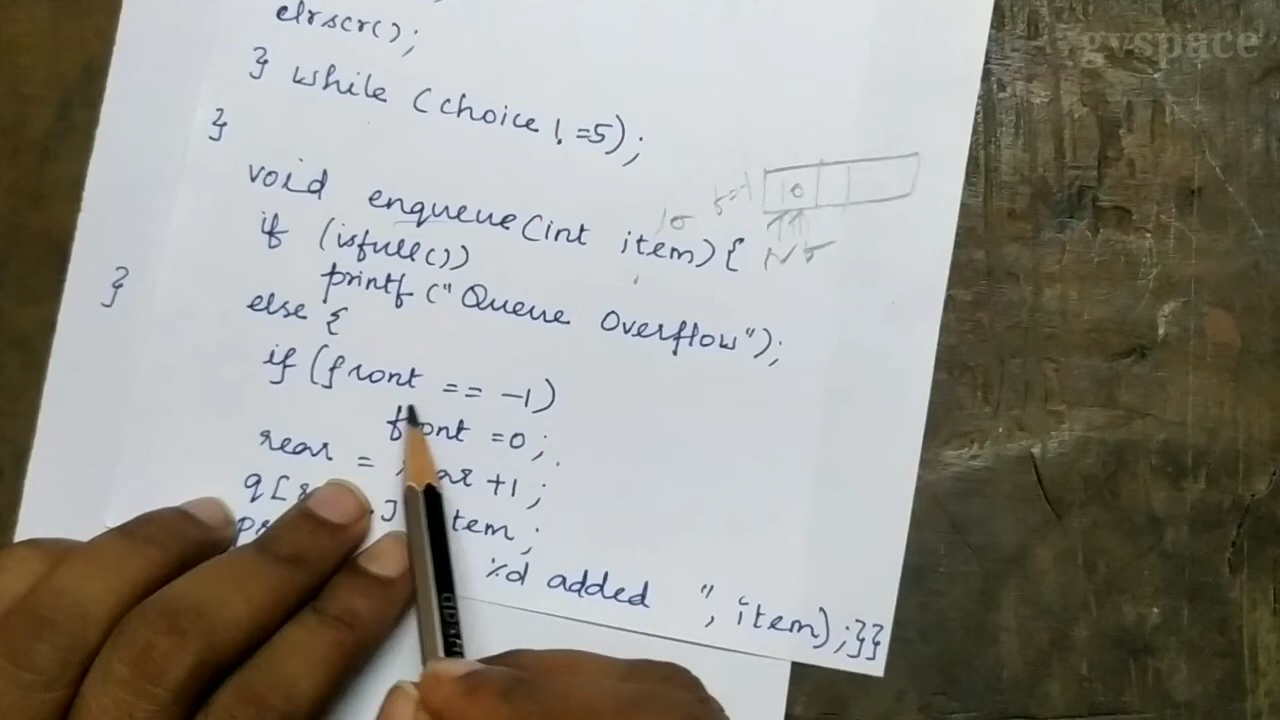 gvspace
clrscr();
} while (choice != 5);
}
void enqueue(int item) {
if (isfull())
printf("Queue Overflow");
}
else {
if (front == -1)
front = 0;
rear = +1;
item;
%d added ", item);}}
10
10